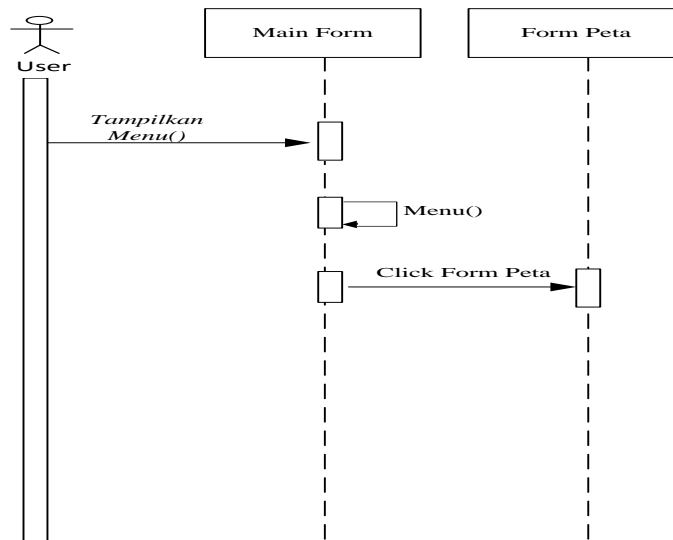 Main Form
Form Peta
User
Tampilkan
Menu()
Menu()
Click Form Peta